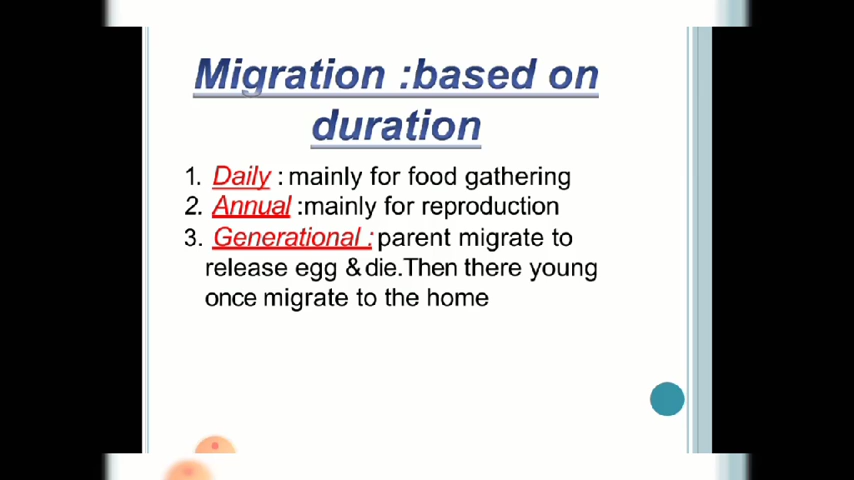 Migration :based on
duration
1. Daily : mainly for food gathering
2. Annual :mainly for reproduction
3. Generational : parent migrate to
release egg & die.Then there young
once migrate to the home